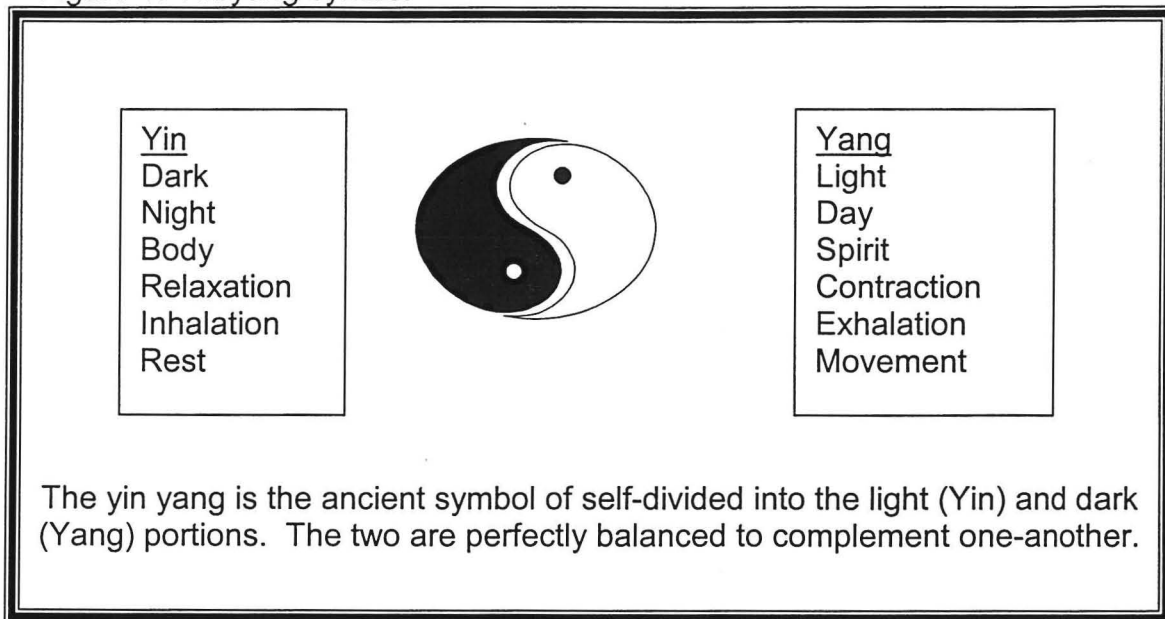 Yin
Dark
Night
Body
Relaxation
Inhalation
Rest
Yang
Light
Day
Spirit
Contraction
Exhalation
Movement
The yin yang is the ancient symbol of self-divided into the light (Yin) and dark
(Yang) portions.  The two are perfectly balanced to complement one-another.